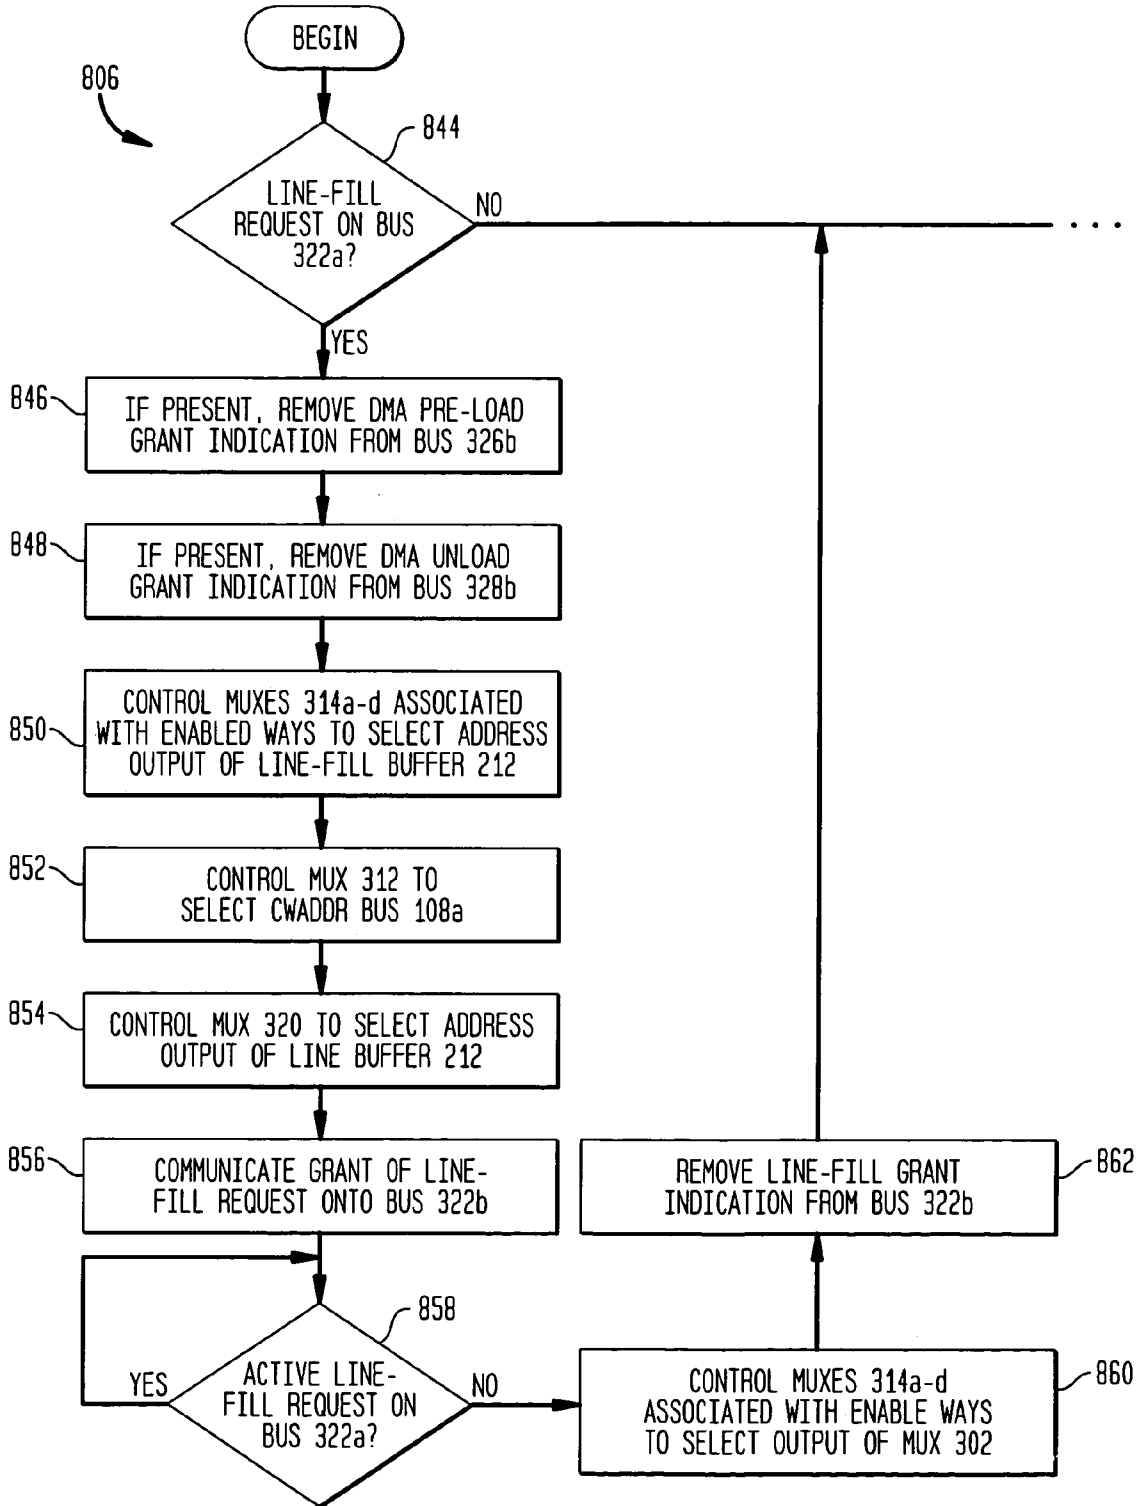 BEGIN
806
844
LINE-FILL
REQUEST ON BUS
322a?
NO
. . .
YES
846
IF PRESENT, REMOVE DMA PRE-LOAD
GRANT INDICATION FROM BUS 326b
848
IF PRESENT, REMOVE DMA UNLOAD
GRANT INDICATION FROM BUS 328b
850
CONTROL MUXES 314a-d ASSOCIATED
WITH ENABLED WAYS TO SELECT ADDRESS
OUTPUT OF LINE-FILL BUFFER 212
852
CONTROL MUX 312 TO
SELECT CWADDR BUS 108a
854
CONTROL MUX 320 TO SELECT ADDRESS
OUTPUT OF LINE BUFFER 212
856
COMMUNICATE GRANT OF LINE-
FILL REQUEST ONTO BUS 322b
862
REMOVE LINE-FILL GRANT
INDICATION FROM BUS 322b
858
ACTIVE LINE-
FILL REQUEST ON
BUS 322a?
YES
NO
860
CONTROL MUXES 314a-d
ASSOCIATED WITH ENABLE WAYS
TO SELECT OUTPUT OF MUX 302